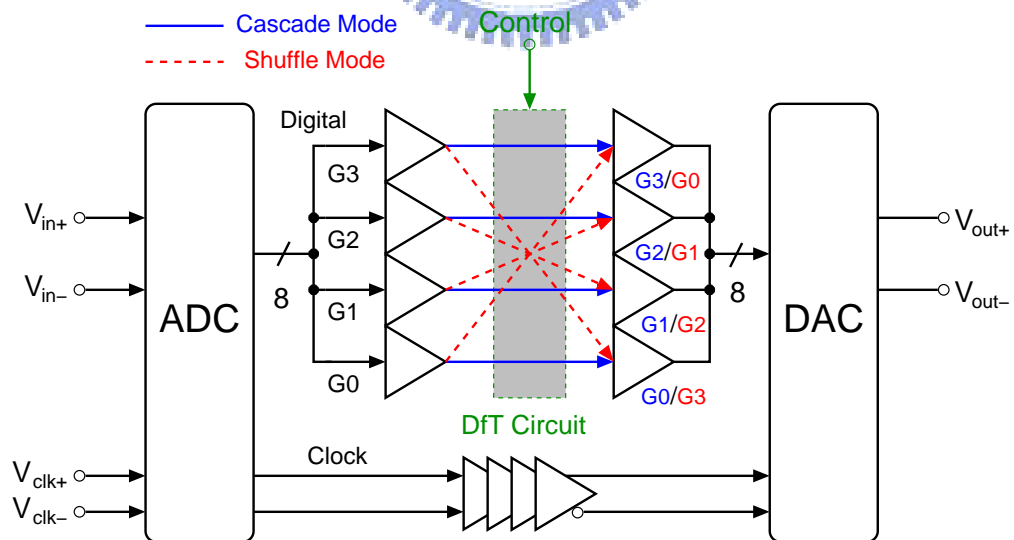 Cascade Mode
Shuffle Mode
Control
Digital
G3
G2
G1
G0
8
G3/G0
G2/G1
G1/G2
G0/G3
8
Vin+
Vin−
ADC
DAC
Vout+
Vout−
DfT Circuit
Clock
Vclk+
Vclk−